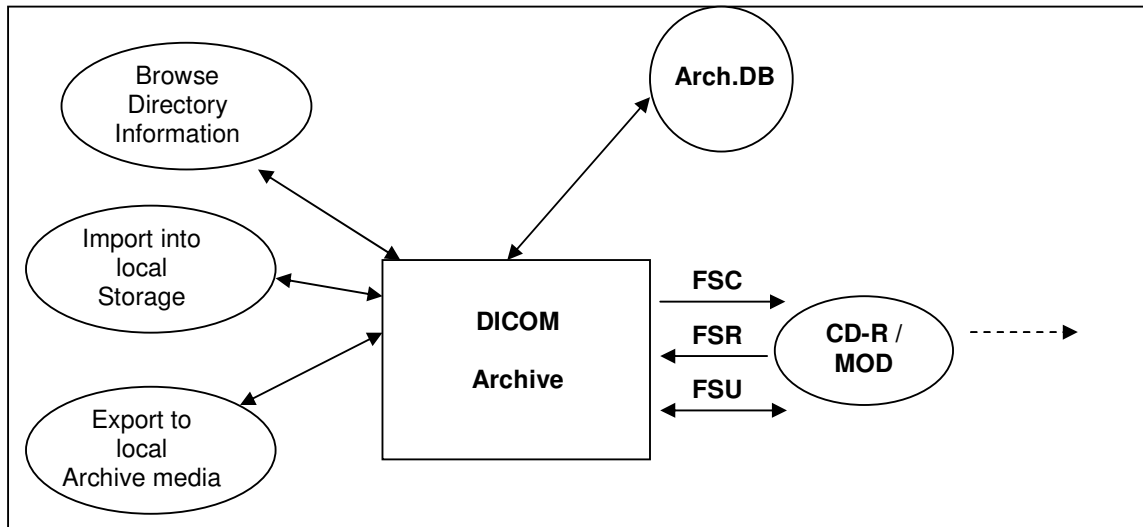 Browse
Directory
Information
Arch.DB
Import into
local
Storage
DICOM
Archive
FSC
FSR
FSU
CD-R /
MOD
Export to
local
Archive media